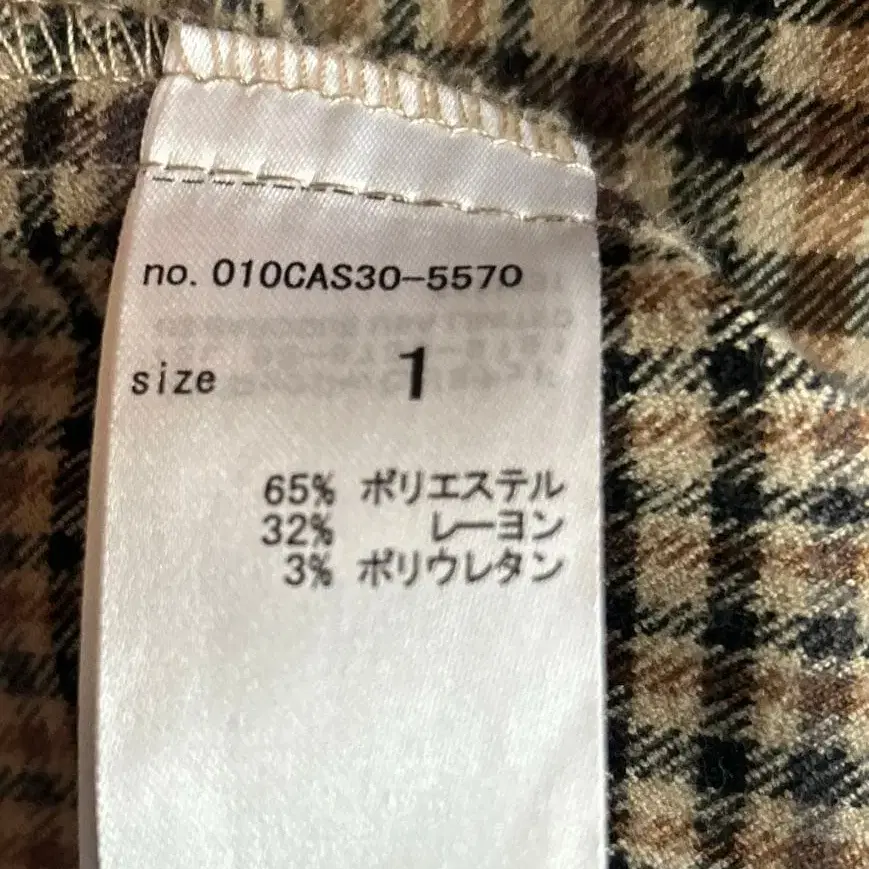 no. 010CAS30-5570
size 1
65% ポリエステル
32% レーヨン
3% ポリウレタン